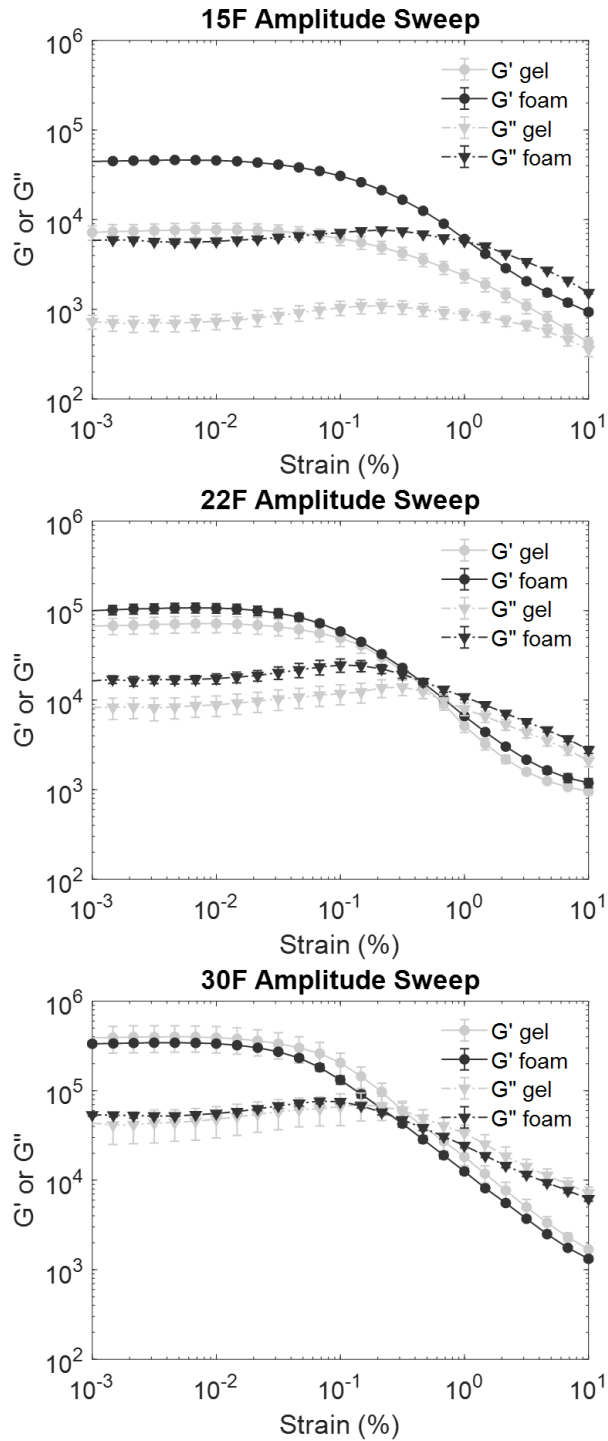 15F Amplitude Sweep
10^6
10^5
10^4
10^3
10^2
G' or G"
G' gel
G' foam
G" gel
G" foam
10^-3
10^-2
10^-1
10^0
10^1
Strain (%)
22F Amplitude Sweep
10^6
10^5
10^4
10^3
10^2
G' or G"
G' gel
G' foam
G" gel
G" foam
10^-3
10^-2
10^-1
10^0
10^1
Strain (%)
30F Amplitude Sweep
10^6
10^5
10^4
10^3
10^2
G' or G"
G' gel
G' foam
G" gel
G" foam
10^-3
10^-2
10^-1
10^0
10^1
Strain (%)